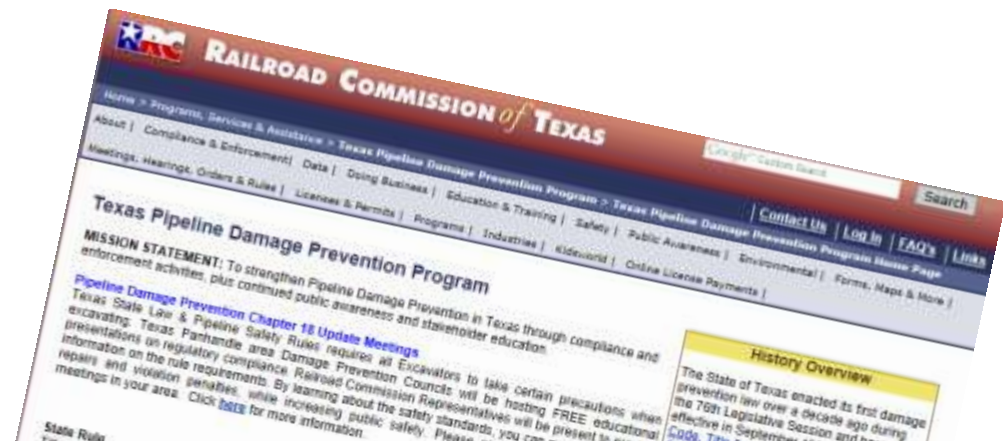 RRC RAILROAD COMMISSION of TEXAS
Google™ Custom Search
Search
Contact Us | Log In | FAQ's | Links
Home > Programs, Services & Assistance > Texas Pipeline Damage Prevention Program > Texas Pipeline Damage Prevention Program Home Page
About | Compliance & Enforcement | Data | Doing Business | Education & Training | Safety | Public Awareness | Environmental | Forms, Maps & More |
Meetings, Hearings, Orders & Rules | Licenses & Permits | Programs | Industries | Kidsworld | Online License Payments |
Texas Pipeline Damage Prevention Program
MISSION STATEMENT: To strengthen Pipeline Damage Prevention in Texas through compliance and
enforcement activities, plus continued public awareness and stakeholder education.
Pipeline Damage Prevention Chapter 18 Update Meetings
Texas State Law & Pipeline Safety Rules requires all Excavators to take certain precautions when
excavating. Texas Panhandle area Damage Prevention Councils will be hosting FREE educational
presentations on regulatory compliance. Railroad Commission Representatives will be present to
information on the rule requirements. By learning about the safety standards, you can
repairs and violation penalties, while increasing public safety. Please
meetings in your area. Click here for more information.
State Rule
History Overview
The State of Texas enacted its first damage
prevention law over a decade ago during
the 76th Legislative Session and
effective in September
Code, Title